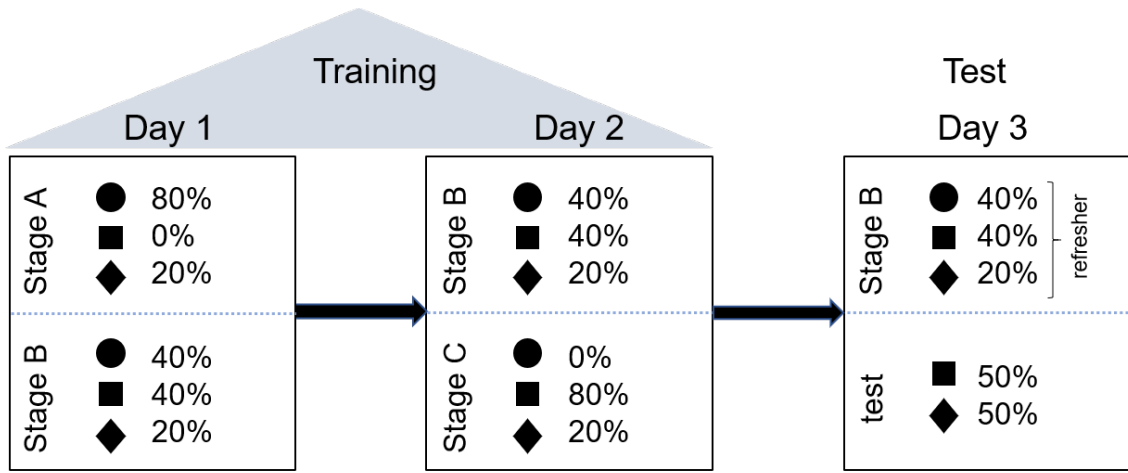 Training
Test
Day 1
Day 2
Day 3
Stage A
80%
0%
20%
Stage B
40%
40%
20%
Stage B
40%
40%
20%
Stage C
0%
80%
20%
Stage B
40%
40%
20%
refresher
test
50%
50%